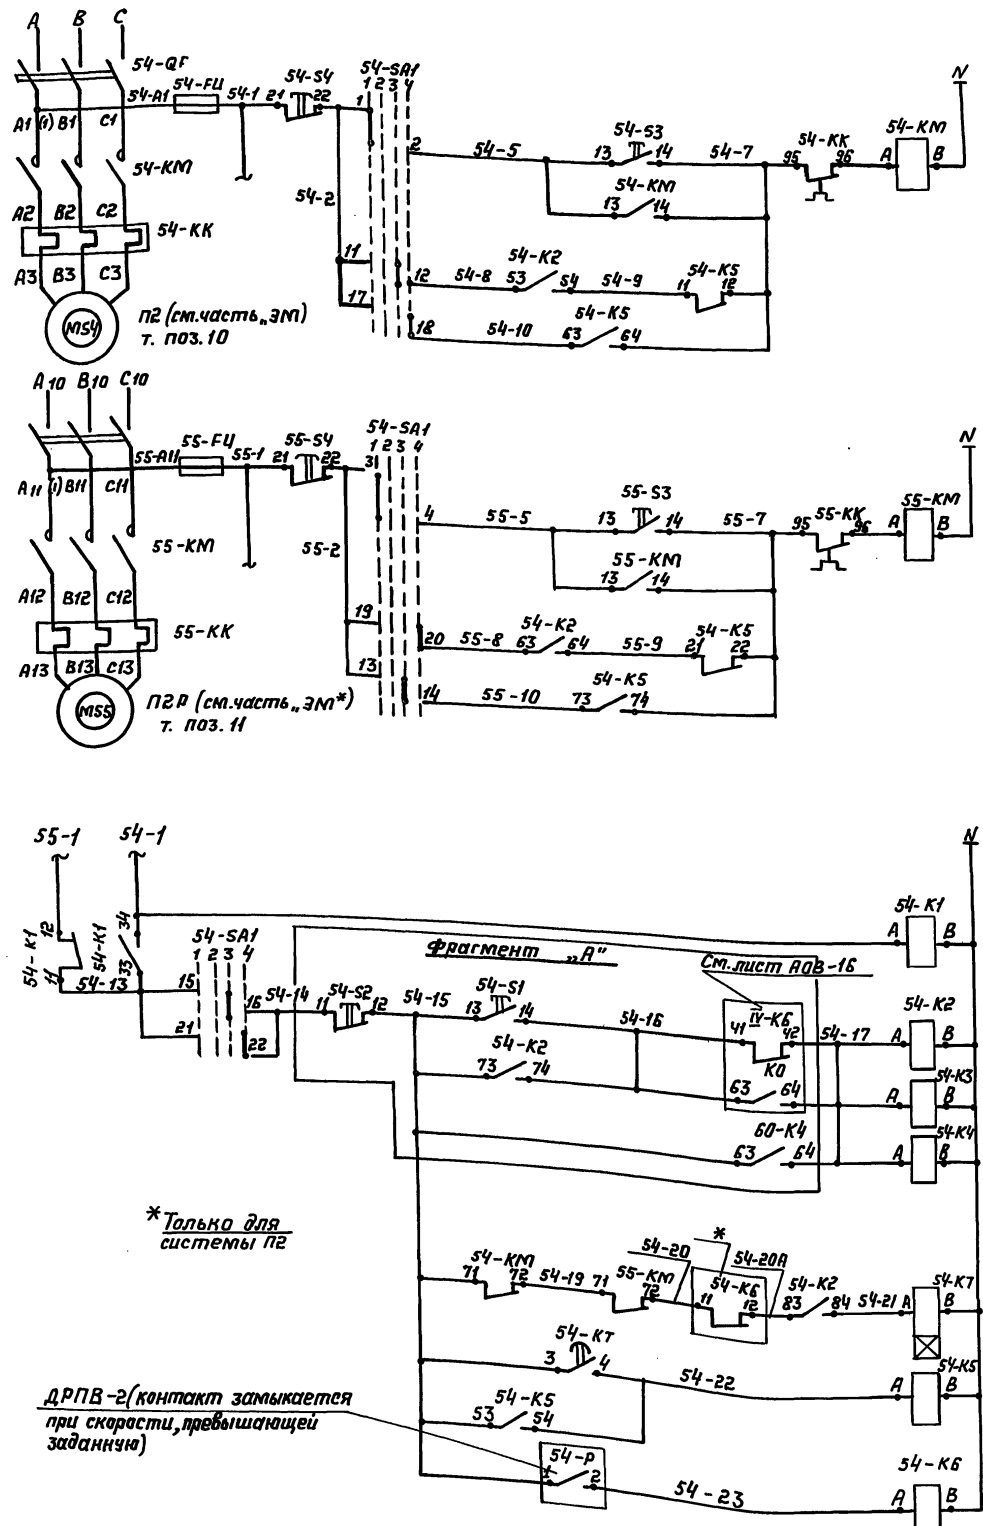 A B C
54-QF
54-A1 54-FU 54-1 21 54-S4 22
54-SA1
1 2 3 4
A1 (1) B1 C1
54-KM
A2 B2 C2
54-KK
A3 B3 C3
M54
П2 (см.часть „ЭМ)
т. поз.10
54-2
1
11
17
2 54-5 13 54-S3 14 54-7 95 54-KK 96 A 54-KM B N
13 54-KM 14
12 54-8 53 54-K2 54 54-9 11 54-K5 12
18 54-10 63 54-K5 64
A10 B10 C10
55-A11 55-FU 55-1 21 55-S4 22
54-SA1
1 2 3 4
A11 (1) B11 C11
55-KM
A12 B12 C12
55-KK
A13 B13 C13
M55
П2Р (см.часть „ЭМ*)
т. поз.11
55-2
3
19
13
4 55-5 13 55-S3 14 55-7 95 55-KK 96 A 55-KM B N
13 55-KM 14
20 55-8 63 54-K2 64 55-9 21 54-K5 22
14 55-10 73 54-K5 74
55-1 54-1 N
54-K1 12 11
54-K1 34 33
54-13
54-SA1
1 2 3 4
15 16
21 22
54-14 11 54-S2 12 54-15
Фрагмент „А"
См.лист АОВ-16
A 54-K1 B
13 54-S1 14 54-16 41 IV-K6 42 54-17 A 54-K2 B
КО
73 54-K2 74 63 64 A 54-K3 B
60-K4
63 64 A 54-K4 B
* Только для
системы П2
*
71 54-KM 72 54-19 71 55-KM 72 54-20 11 54-K6 12 54-20A 83 54-K2 84 54-21 A 54-K7 B
3 54-KT 4 54-22 A 54-K5 B
53 54-K5 54
ДРПВ-2(контакт замыкается
при скорости,превышающей
заданную)
1 54-P 2 54-23 A 54-K6 B